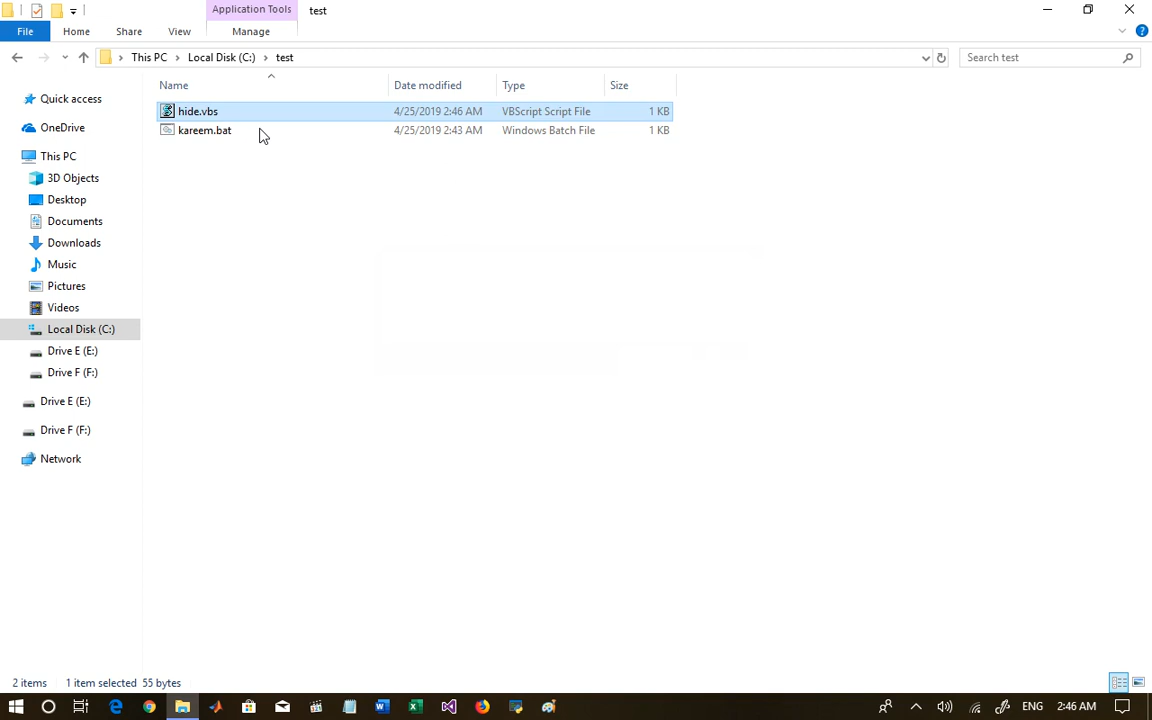 Application Tools
test
File
Home
Share
View
Manage
This PC
Local Disk (C:)
test
Search test
Name
Date modified
Type
Size
Quick access
hide.vbs
4/25/2019 2:46 AM
VBScript Script File
1 KB
kareem.bat
4/25/2019 2:43 AM
Windows Batch File
1 KB
OneDrive
This PC
3D Objects
Desktop
Documents
Downloads
Music
Pictures
Videos
Local Disk (C:)
Drive E (E:)
Drive F (F:)
Drive E (E:)
Drive F (F:)
Network
2 items
1 item selected 55 bytes
ENG
2:46 AM